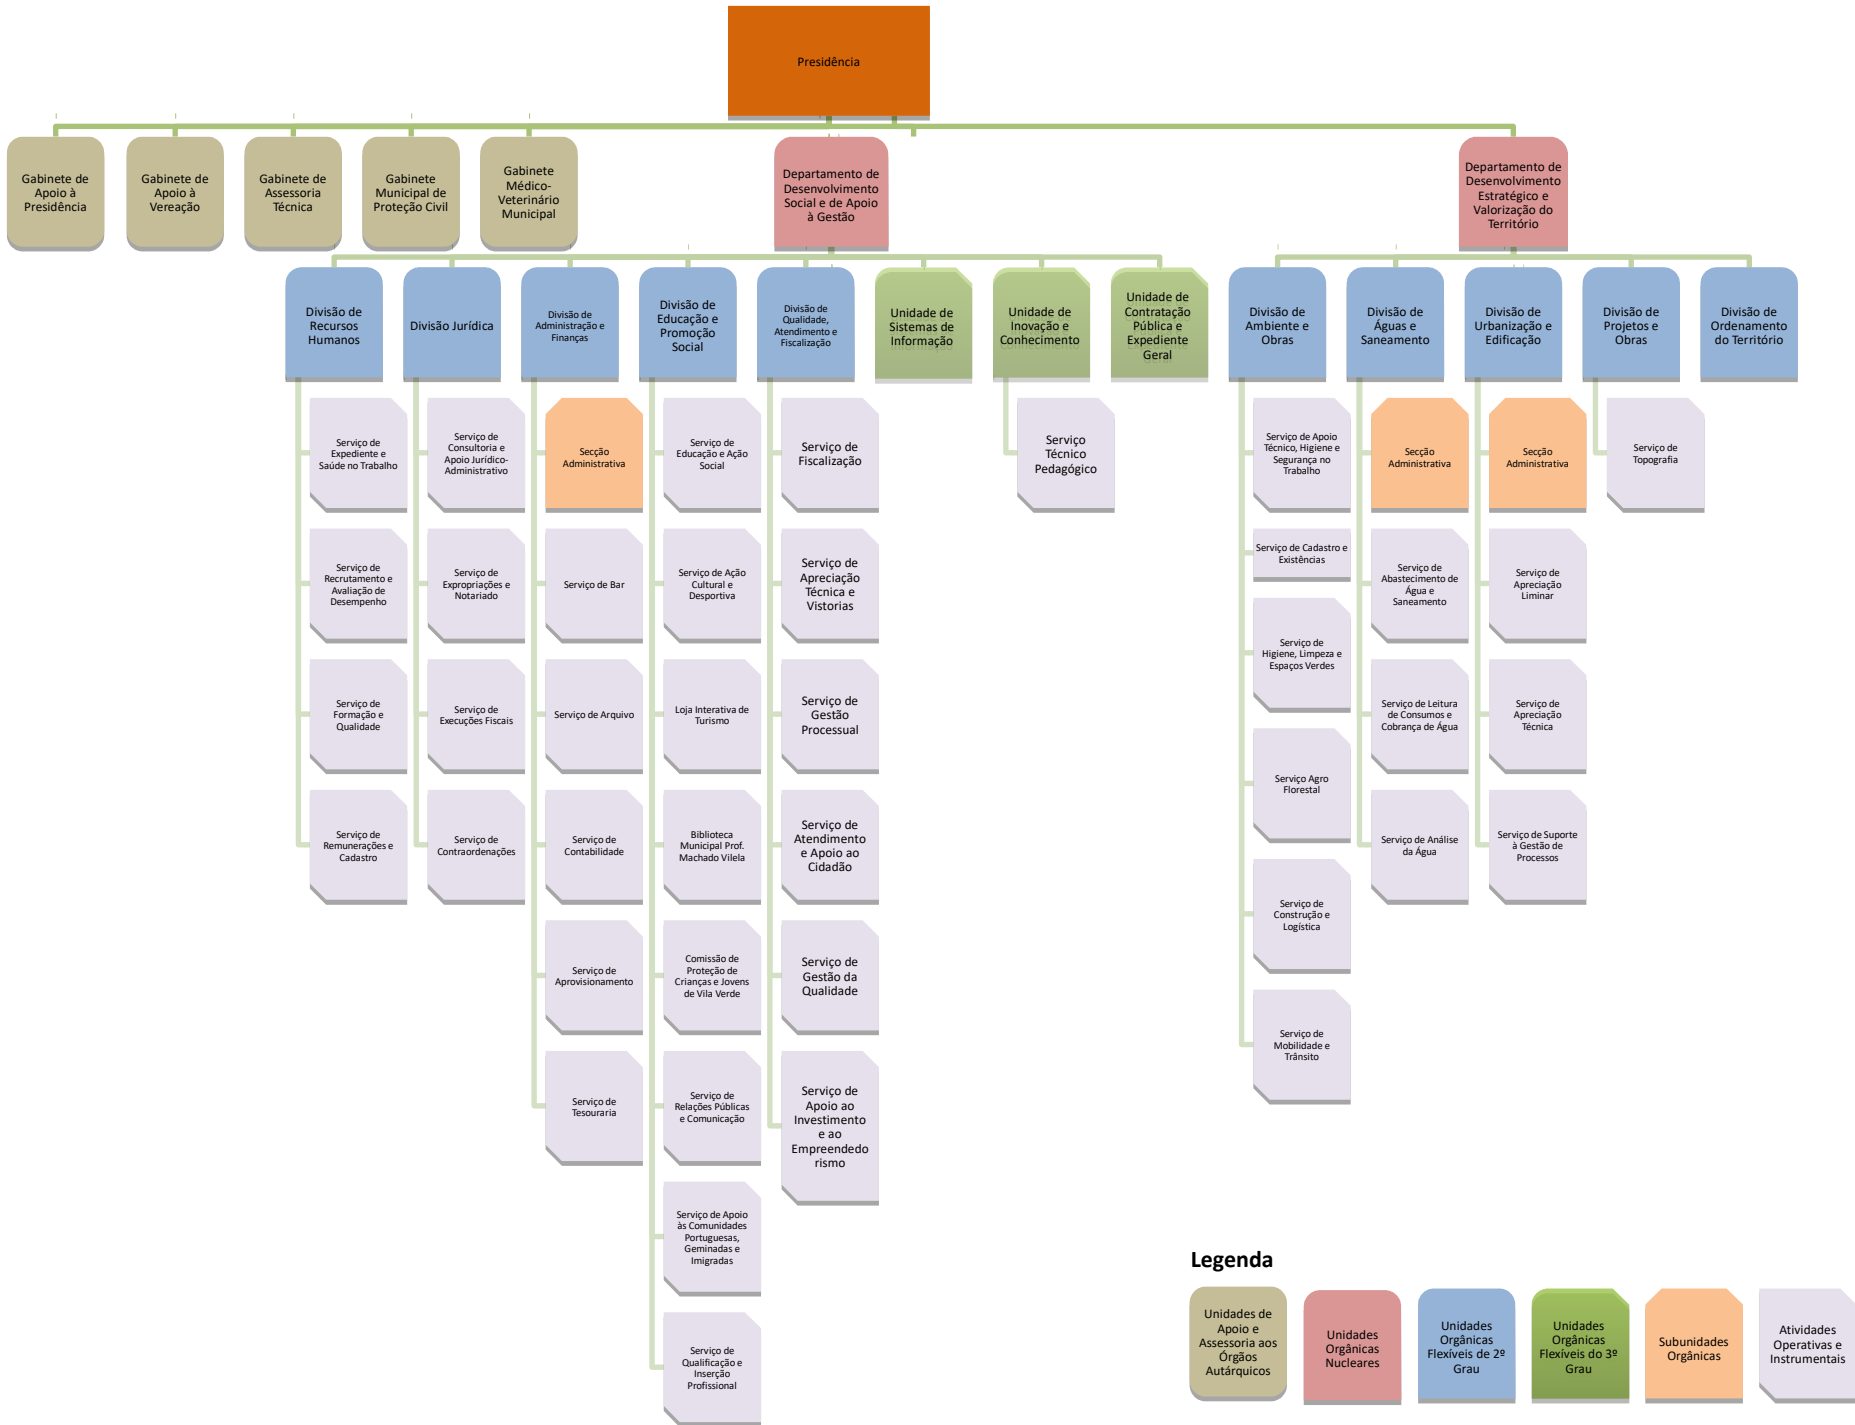 Presidência
Gabinete de
Apoio à
Presidência
Gabinete de
Apoio à
Vereação
Gabinete de
Assessoria
Técnica
Gabinete
Municipal de
Proteção Civil
Gabinete
Médico-
Veterinário
Municipal
Departamento de
Desenvolvimento
Social e de Apoio
à Gestão
Departamento de
Desenvolvimento
Estratégico e
Valorização do
Território
Divisão de
Recursos
Humanos
Divisão Jurídica
Divisão de
Administração e
Finanças
Divisão de
Educação e
Promoção
Social
Divisão de
Qualidade,
Atendimento e
Fiscalização
Unidade de
Sistemas de
Informação
Unidade de
Inovação e
Conhecimento
Unidade de
Contratação
Pública e
Expediente
Geral
Divisão de
Ambiente e
Obras
Divisão de
Águas e
Saneamento
Divisão de
Urbanização e
Edificação
Divisão de
Projetos e
Obras
Divisão de
Ordenamento
do Território
Serviço de
Expediente e
Saúde no Trabalho
Serviço de
Consultoria e
Apoio Jurídico-
Administrativo
Secção
Administrativa
Serviço de
Educação e Ação
Social
Serviço de
Fiscalização
Serviço
Técnico
Pedagógico
Serviço de Apoio
Técnico, Higiene e
Segurança no
Trabalho
Secção
Administrativa
Secção
Administrativa
Serviço de
Topografia
Serviço de
Recrutamento e
Avaliação de
Desempenho
Serviço de
Expropriações e
Notariado
Serviço de Bar
Serviço de Ação
Cultural e
Desportiva
Serviço de
Apreciação
Técnica e
Vistorias
Serviço de Cadastro e
Existências
Serviço de
Abastecimento de
Água e
Saneamento
Serviço de
Apreciação
Liminar
Serviço de
Higiene, Limpeza e
Espaços Verdes
Serviço de
Formação e
Qualidade
Serviço de
Execuções Fiscais
Serviço de Arquivo
Loja Interativa de
Turismo
Serviço de
Gestão
Processual
Serviço de Leitura
de Consumos e
Cobrança de Água
Serviço de
Apreciação
Técnica
Serviço Agro
Florestal
Serviço de
Remunerações e
Cadastro
Serviço de
Contraordenações
Serviço de
Contabilidade
Biblioteca
Municipal Prof.
Machado Vilela
Serviço de
Atendimento
e Apoio ao
Cidadão
Serviço de Análise
da Água
Serviço de Suporte
à Gestão de
Processos
Serviço de
Construção e
Logística
Serviço de
Aprovisionamento
Comissão de
Proteção de
Crianças e Jovens
de Vila Verde
Serviço de
Gestão da
Qualidade
Serviço de
Mobilidade e
Trânsito
Serviço de
Tesouraria
Serviço de
Relações Públicas
e Comunicação
Serviço de
Apoio ao
Investimento
e ao
Empreendedo
rismo
Serviço de Apoio
às Comunidades
Portuguesas,
Geminadas e
Imigradas
Serviço de
Qualificação e
Inserção
Profissional
Legenda
Unidades de
Apoio e
Assessoria aos
Órgãos
Autárquicos
Unidades
Orgânicas
Nucleares
Unidades
Orgânicas
Flexíveis de 2º
Grau
Unidades
Orgânicas
Flexíveis do 3º
Grau
Subunidades
Orgânicas
Atividades
Operativas e
Instrumentais